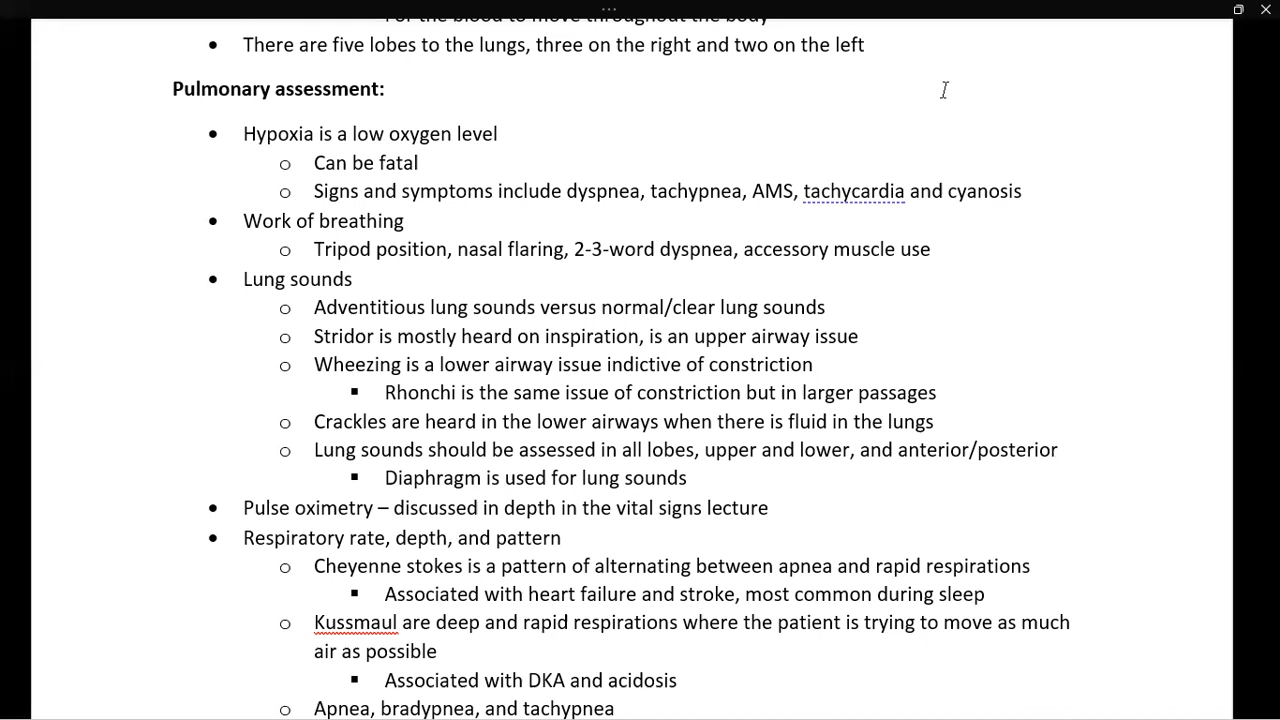 For the blood to move throughout the body
• There are five lobes to the lungs, three on the right and two on the left
Pulmonary assessment:
• Hypoxia is a low oxygen level
o Can be fatal
o Signs and symptoms include dyspnea, tachypnea, AMS, tachycardia and cyanosis
• Work of breathing
o Tripod position, nasal flaring, 2-3-word dyspnea, accessory muscle use
• Lung sounds
o Adventitious lung sounds versus normal/clear lung sounds
o Stridor is mostly heard on inspiration, is an upper airway issue
o Wheezing is a lower airway issue indictive of constriction
▪ Rhonchi is the same issue of constriction but in larger passages
o Crackles are heard in the lower airways when there is fluid in the lungs
o Lung sounds should be assessed in all lobes, upper and lower, and anterior/posterior
▪ Diaphragm is used for lung sounds
• Pulse oximetry – discussed in depth in the vital signs lecture
• Respiratory rate, depth, and pattern
o Cheyenne stokes is a pattern of alternating between apnea and rapid respirations
▪ Associated with heart failure and stroke, most common during sleep
o Kussmaul are deep and rapid respirations where the patient is trying to move as much
air as possible
▪ Associated with DKA and acidosis
o Apnea, bradypnea, and tachypnea